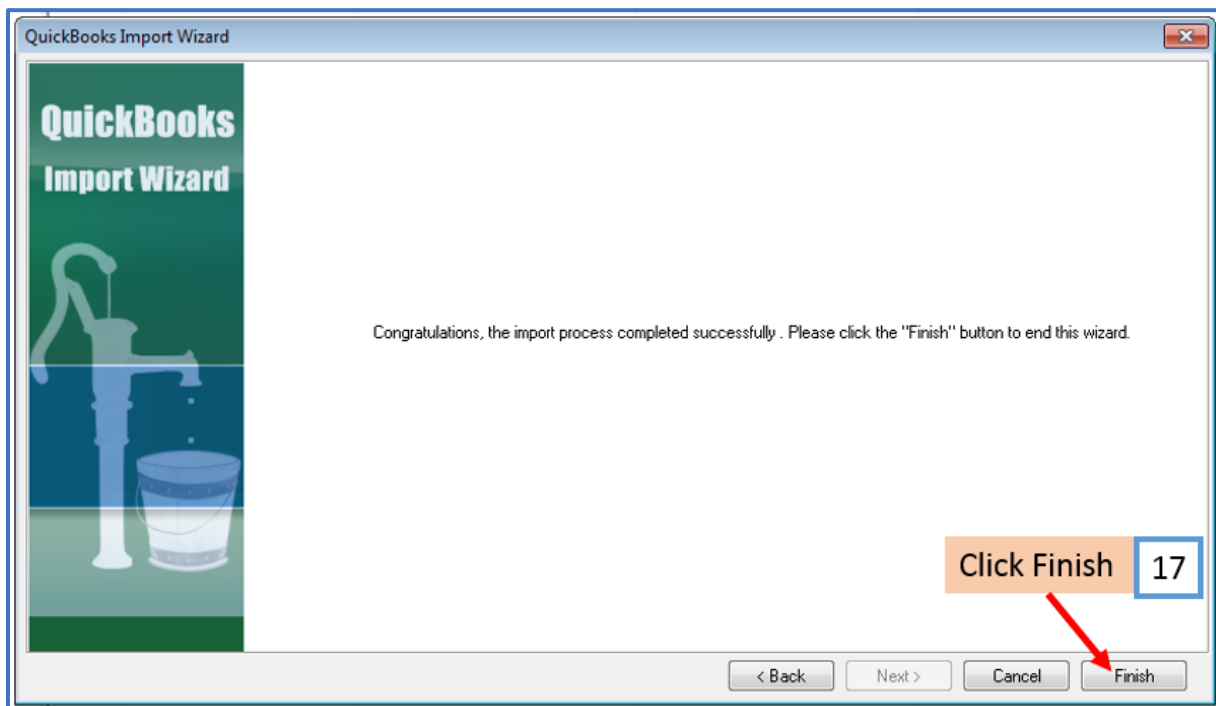 QuickBooks Import Wizard
QuickBooks
Import Wizard
Congratulations, the import process completed successfully . Please click the "Finish" button to end this wizard.
Click Finish 17
< Back Next > Cancel Finish